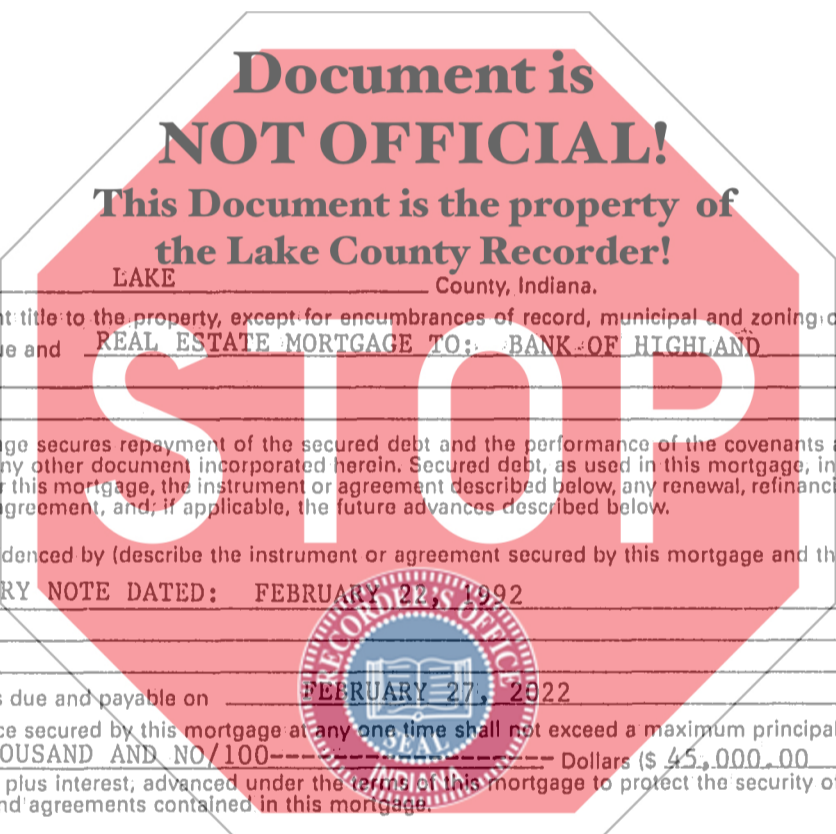 Document is
NOT OFFICIAL!
This Document is the property of
the Lake County Recorder!
LAKE County, Indiana.
title to the property, except for encumbrances of record, municipal and zoning
and REAL ESTATE MORTGAGE TO: BANK OF HIGHLAND
STOP
secures repayment of the secured debt and the performance of the covenants
other document incorporated herein. Secured debt, as used in this mortgage, in
this mortgage, the instrument or agreement described below, any renewal, refinanci
agreement, and, if applicable, the future advances described below.
denced by (describe the instrument or agreement secured by this mortgage and th
RY NOTE DATED: FEBRUARY 22, 1992
RECORDER'S OFFICE
due and payable on FEBRUARY 27, 2022
ce secured by this mortgage at any one time shall not exceed a maximum principal
SEAL
OUSAND AND NO/100-------------------- Dollars ($ 45,000.00
INDIANA
plus interest, advanced under the terms of this mortgage to protect the security of
nd agreements contained in this mortgage.